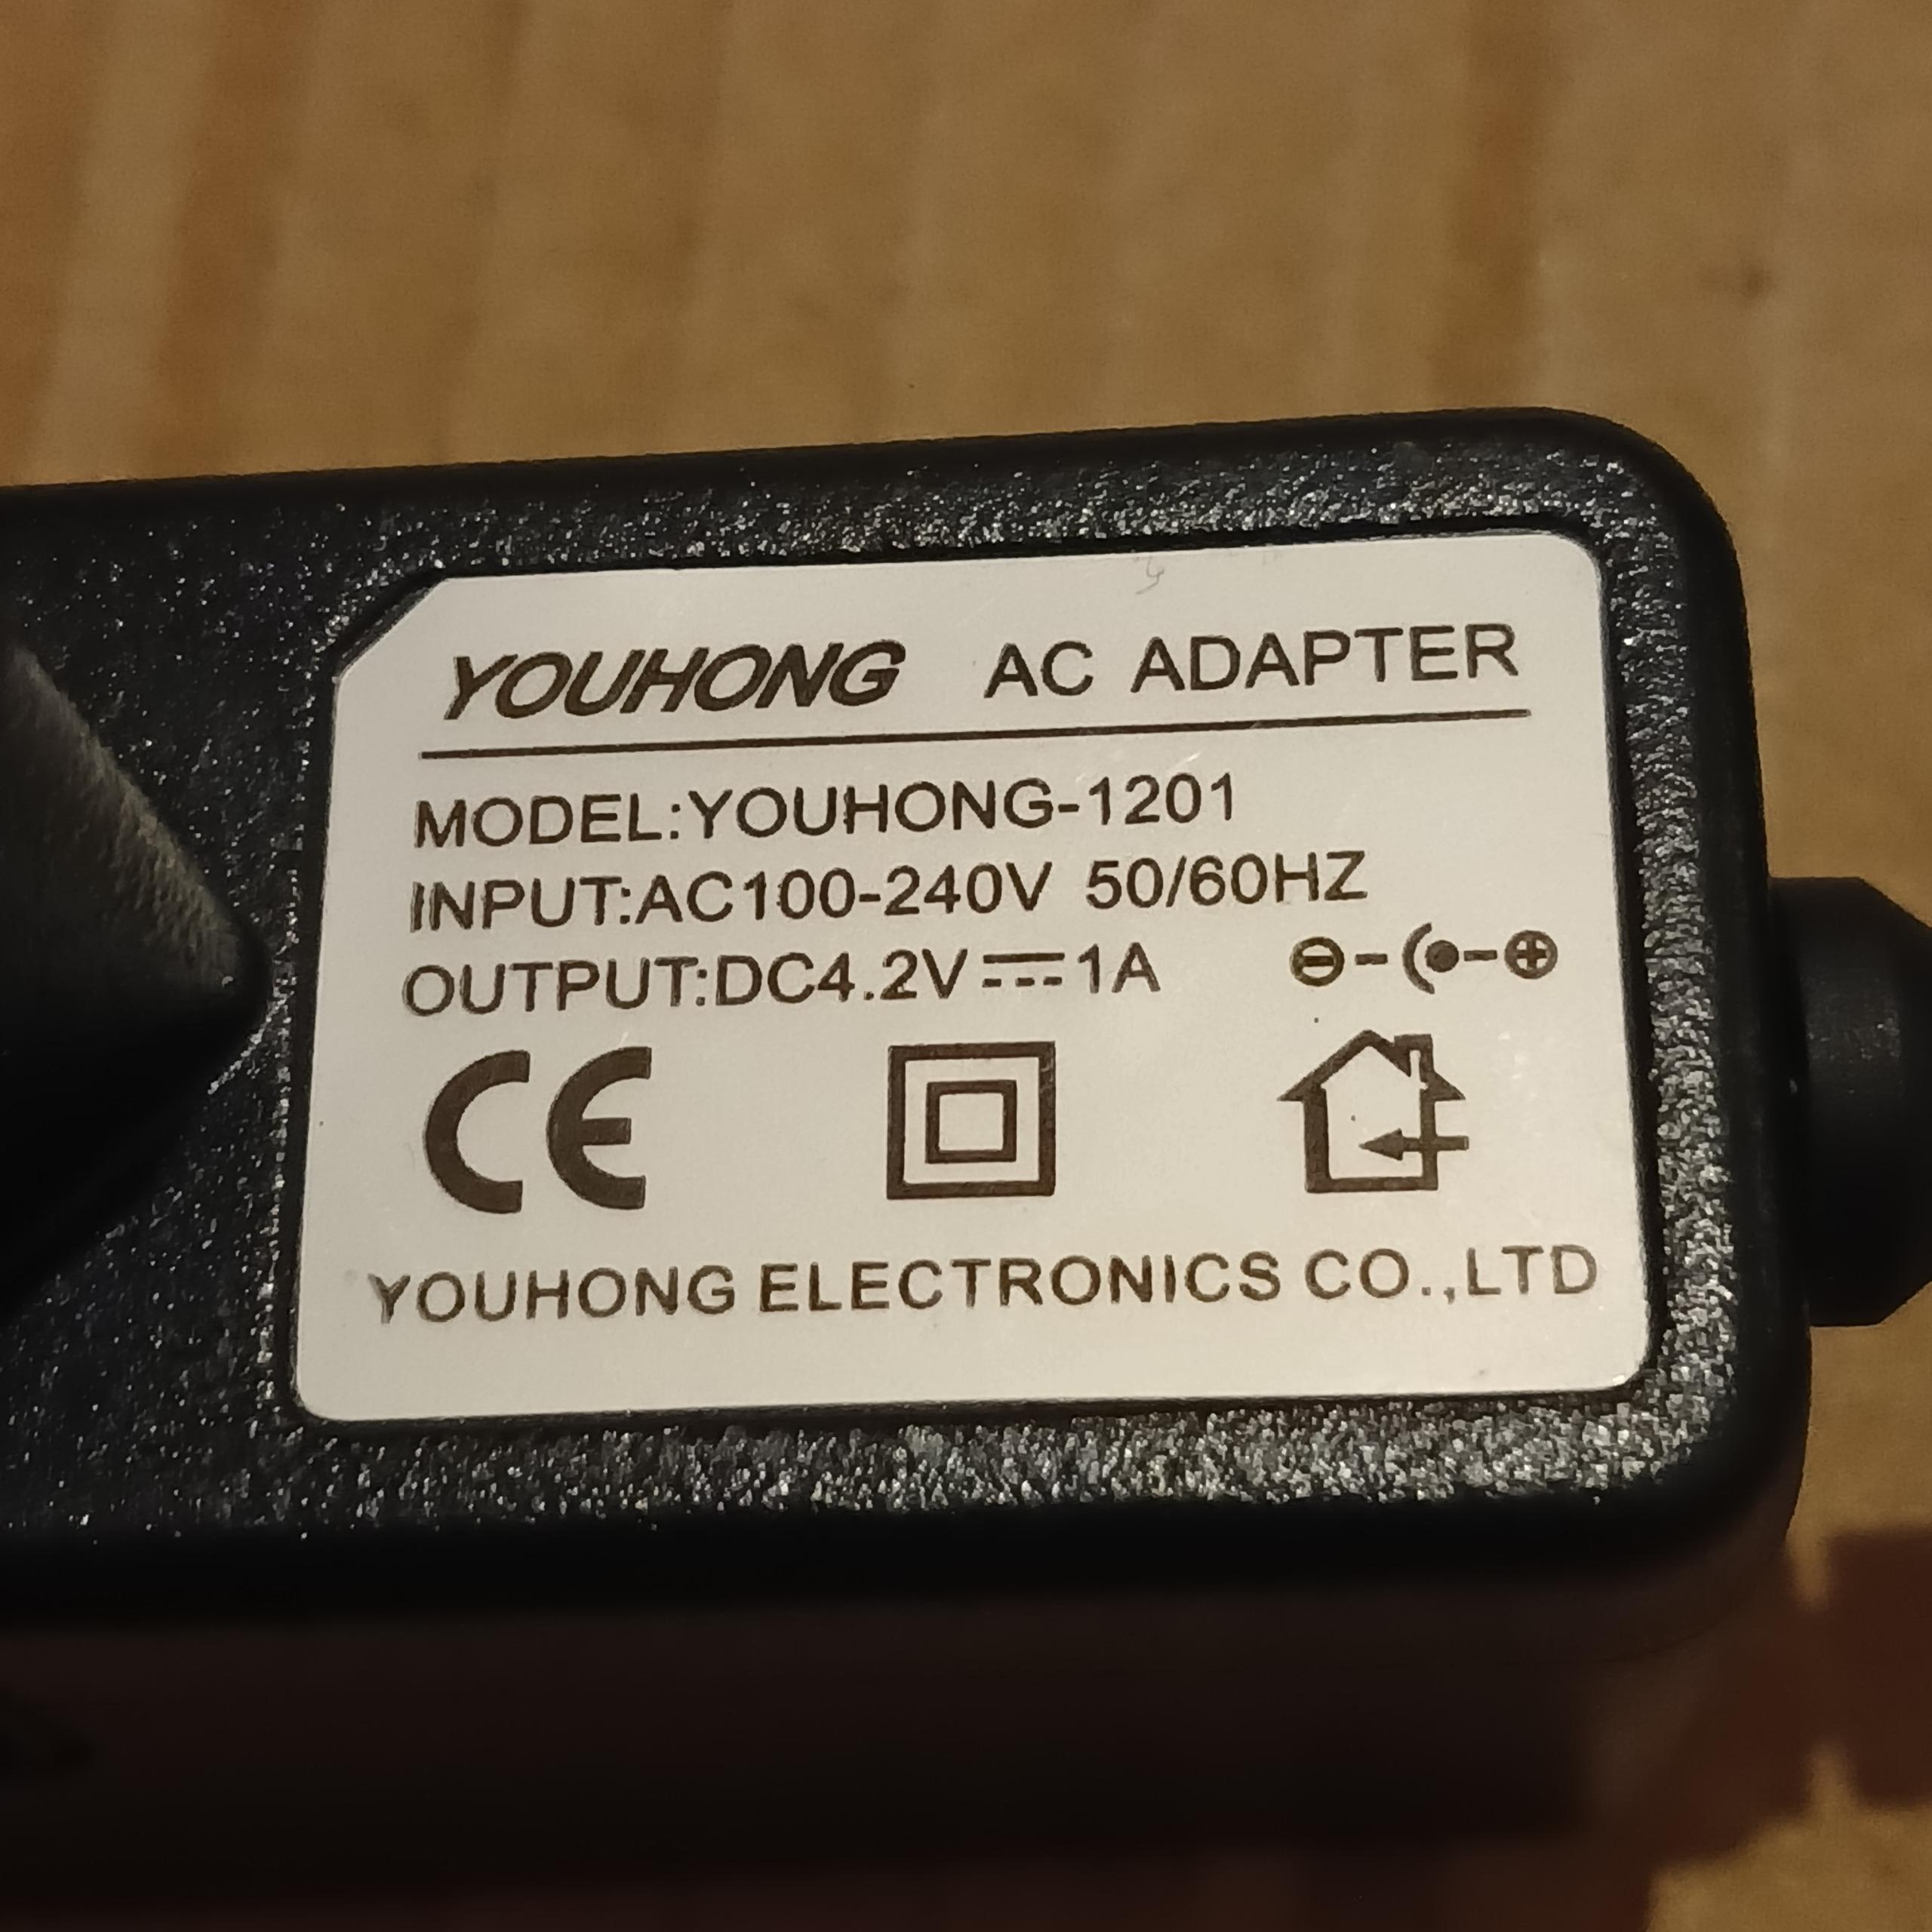 YOUHONG AC ADAPTER
MODEL:YOUHONG-1201
INPUT:AC100-240V 50/60HZ
OUTPUT:DC4.2V⎓1A
CE
YOUHONG ELECTRONICS CO.,LTD